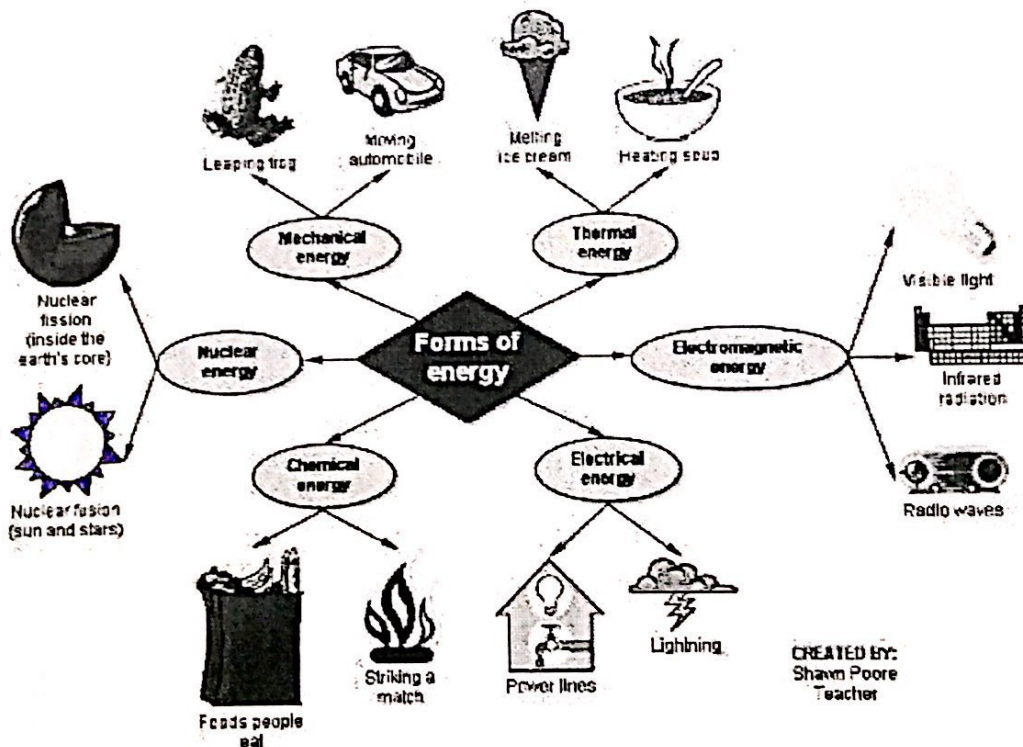 Leaping frog
Moving
automobile
Melting
ice cream
Heating soup
Mechanical
energy
Thermal
energy
Nuclear
fission
(inside the
earth's core)
Nuclear
energy
Forms of
energy
Electromagnetic
energy
Visible light
Infrared
radiation
Nuclear fusion
(sun and stars)
Chemical
energy
Electrical
energy
Radio waves
Foods people
eat
Striking a
match
Power lines
Lightning
CREATED BY:
Shawn Poore
Teacher